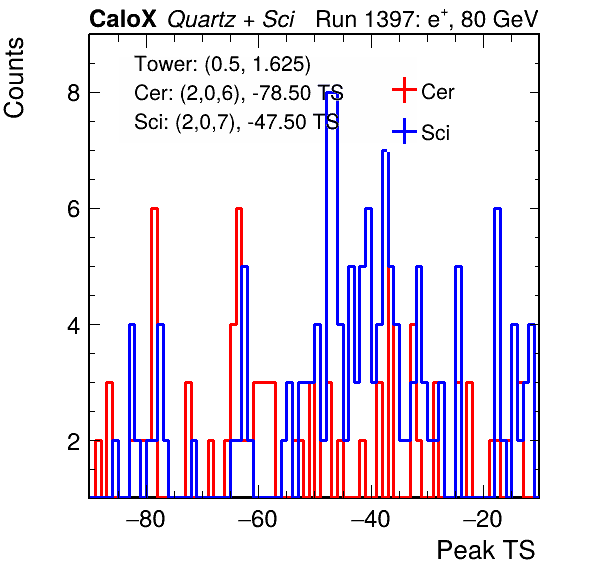 CaloX Quartz + Sci Run 1397: e+, 80 GeV
Counts
Tower: (0.5, 1.625)
Cer: (2,0,6), -78.50 TS
Sci: (2,0,7), -47.50 TS
Cer
Sci
8
6
4
2
−80 −60 −40 −20
Peak TS